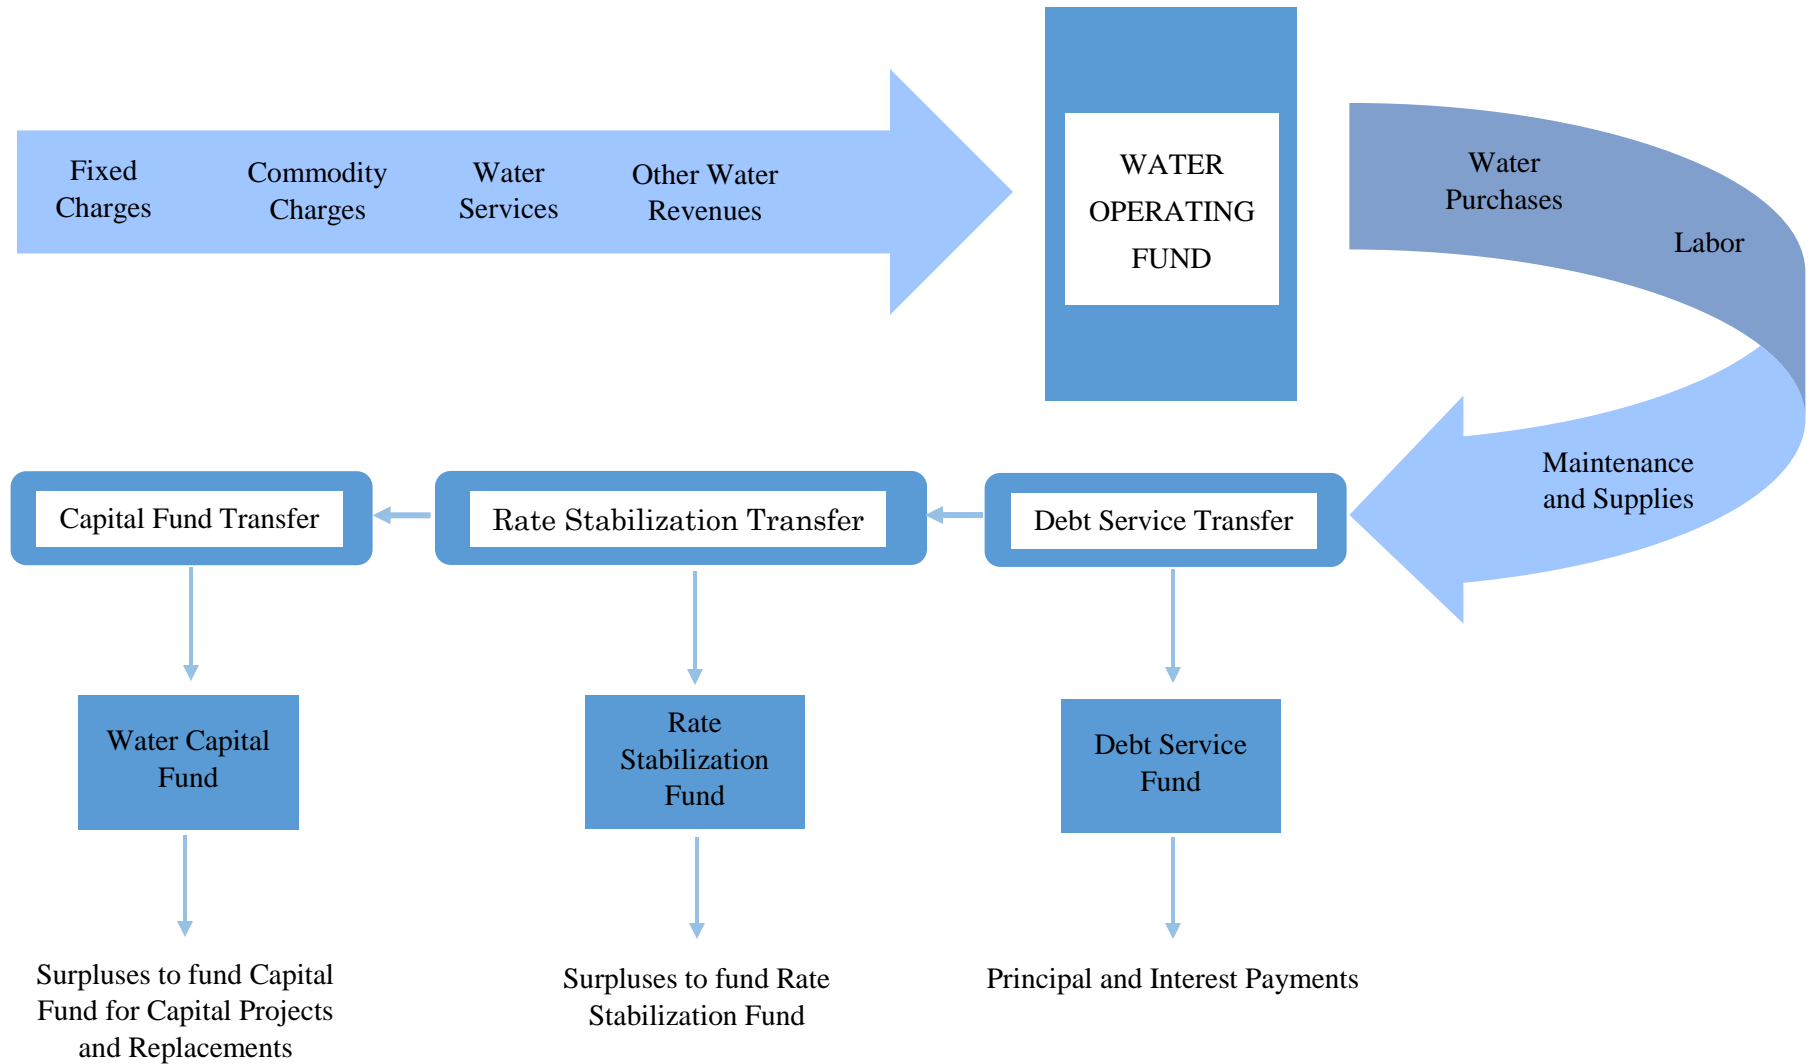 Fixed
Charges
Commodity
Charges
Water
Services
Other Water
Revenues
WATER
OPERATING
FUND
Water
Purchases
Labor
Maintenance
and Supplies
Capital Fund Transfer
Rate Stabilization Transfer
Debt Service Transfer
Water Capital
Fund
Rate
Stabilization
Fund
Debt Service
Fund
Surpluses to fund Capital
Fund for Capital Projects
and Replacements
Surpluses to fund Rate
Stabilization Fund
Principal and Interest Payments